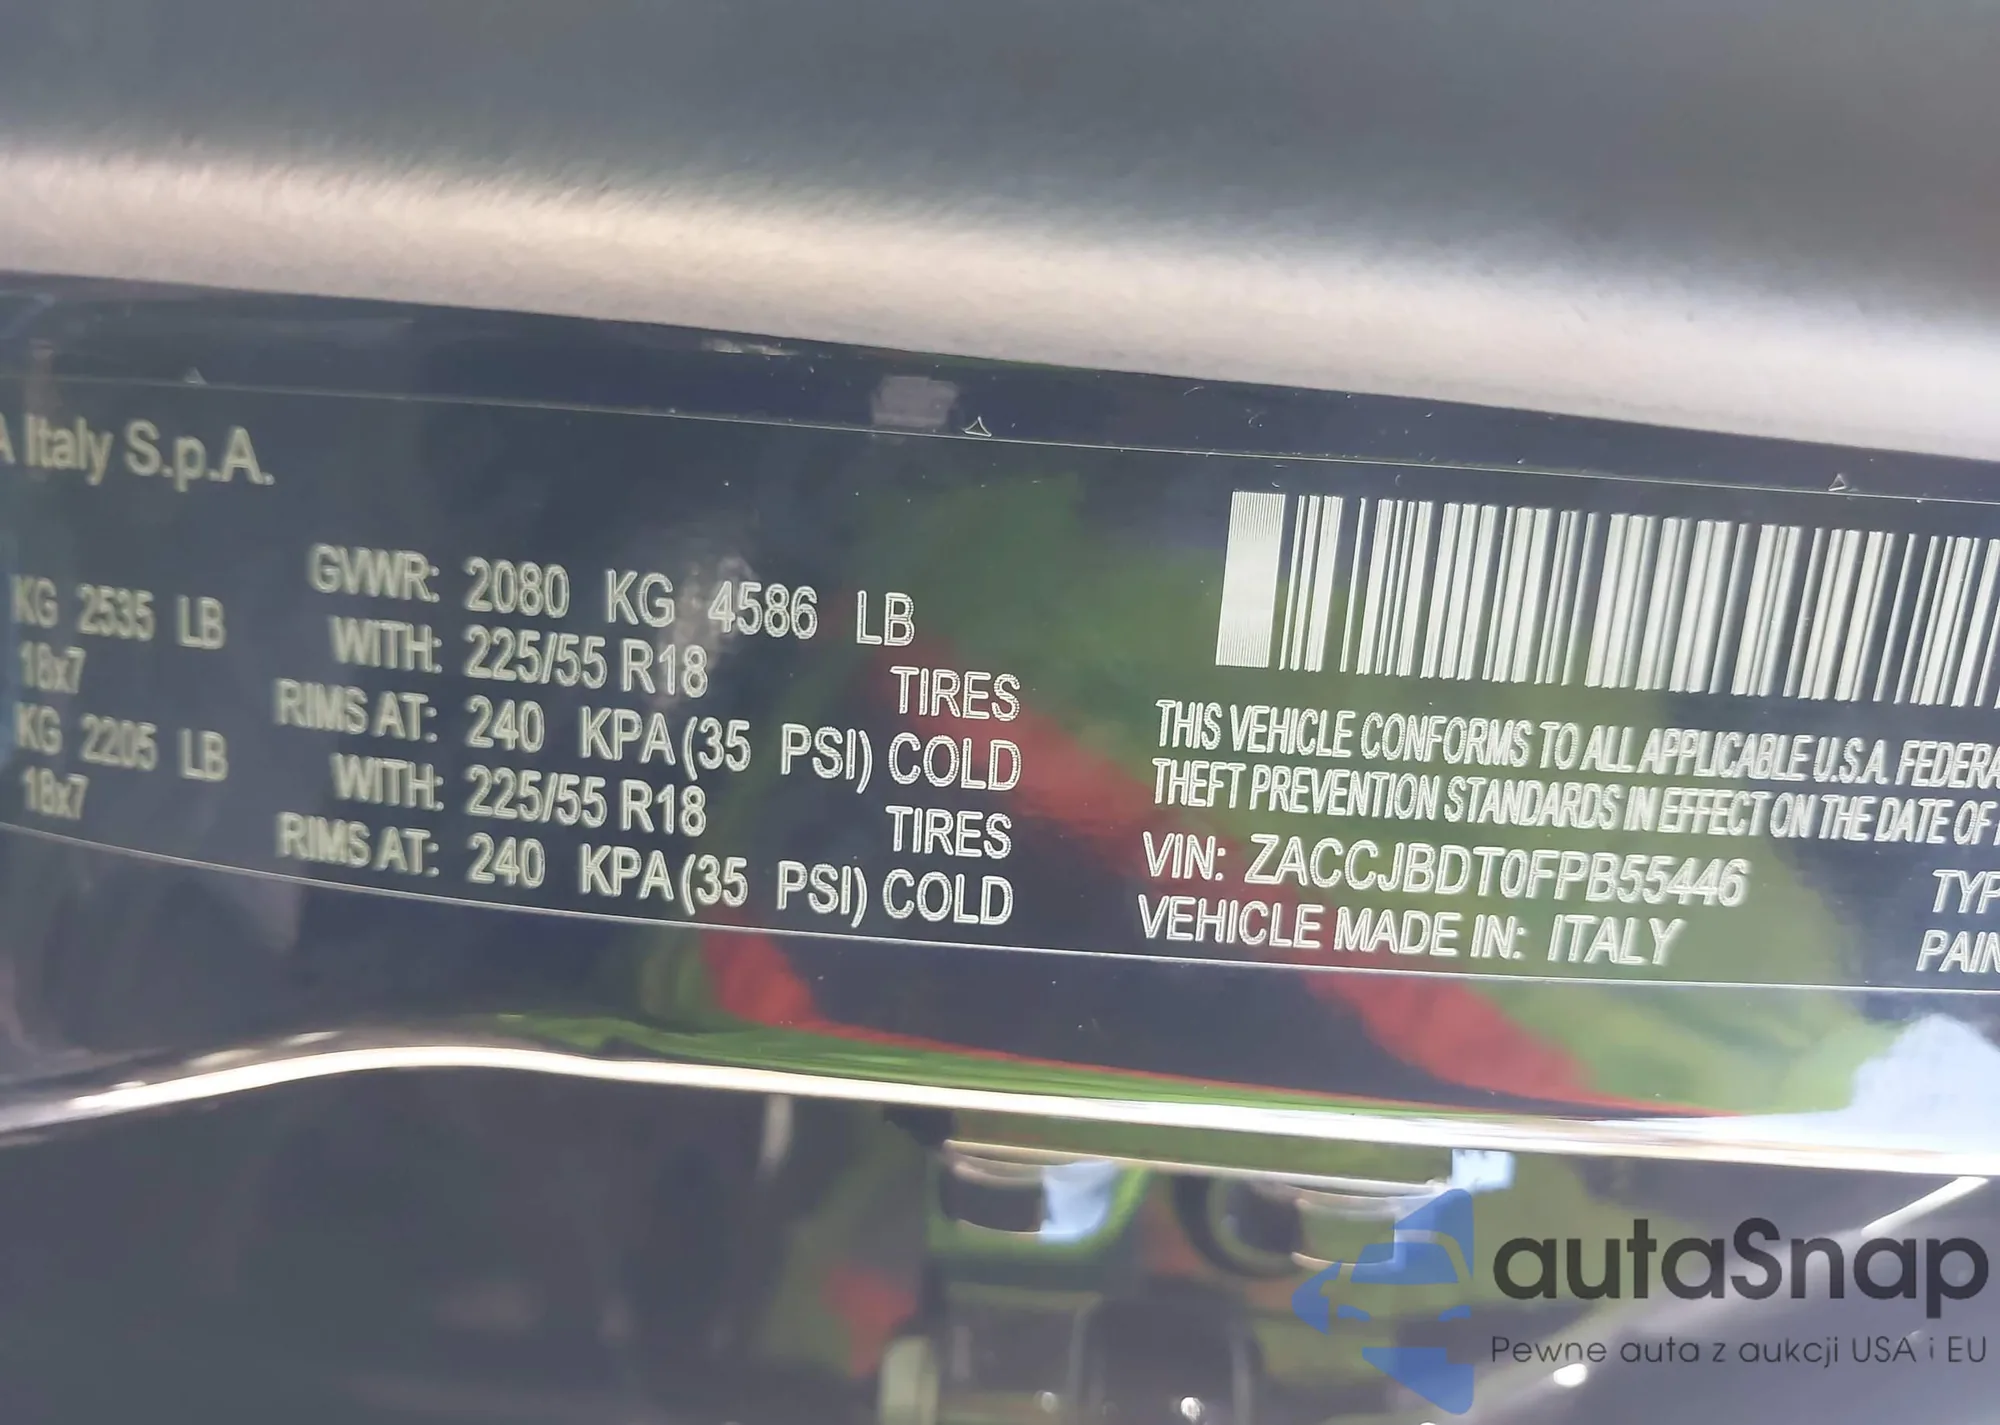 A Italy S.p.A.
GVWR: 2080 KG 4586 LB
KG 2535 LB WITH: 225/55 R18 TIRES
18x7 RIMS AT: 240 KPA (35 PSI) COLD
KG 2205 LB WITH: 225/55 R18 TIRES
18x7 RIMS AT: 240 KPA (35 PSI) COLD
THIS VEHICLE CONFORMS TO ALL APPLICABLE U.S.A. FEDERA
THEFT PREVENTION STANDARDS IN EFFECT ON THE DATE OF
VIN: ZACCJBDT0FPB55446 TYP
VEHICLE MADE IN: ITALY PAIN
autaSnap
Pewne auta z aukcji USA i EU